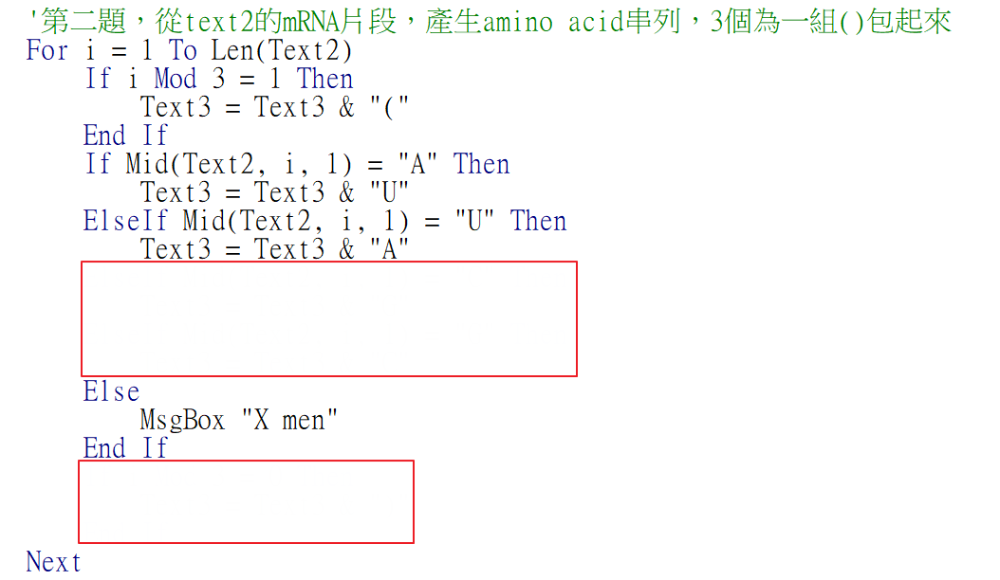 '第二題，從text2的mRNA片段，產生amino acid串列，3個為一組()包起來
For i = 1 To Len(Text2)
If i Mod 3 = 1 Then
Text3 = Text3 & "("
End If
If Mid(Text2, i, 1) = "A" Then
Text3 = Text3 & "U"
ElseIf Mid(Text2, i, 1) = "U" Then
Text3 = Text3 & "A"
Else
MsgBox "X men"
End If
Next